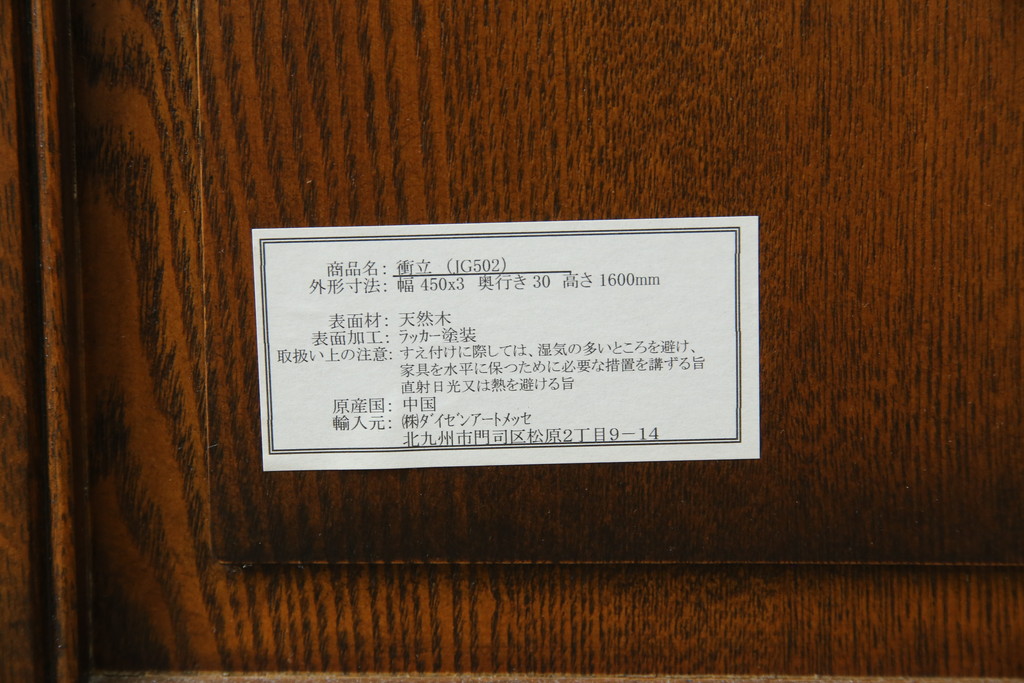 商品名: 衝立 (JG502)
外形寸法: 幅 450x3 奥行き 30 高さ 1600mm
表面材: 天然木
表面加工: ﾗｯｶｰ塗装
取扱い上の注意: すえ付けに際しては、湿気の多いところを避け、
家具を水平に保つために必要な措置を講ずる旨
直射日光又は熱を避ける旨
原産国: 中国
輸入元: ㈱ﾀﾞｲｾﾞﾝアートﾒｯセ
北九州市門司区松原2丁目9－14